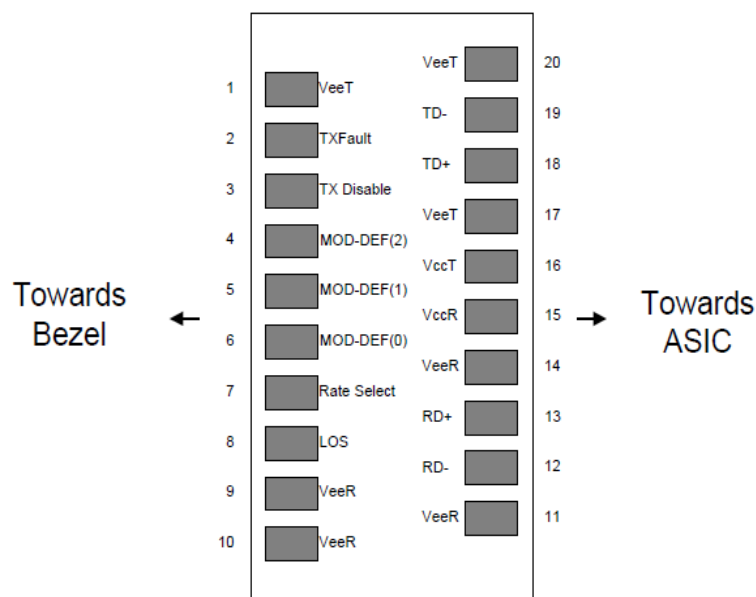 VeeT 20
1 VeeT
TD- 19
2 TXFault
TD+ 18
3 TX Disable
VeeT 17
4 MOD-DEF(2)
VccT 16
5 MOD-DEF(1)
Towards
Bezel
VccR 15
Towards
ASIC
6 MOD-DEF(0)
VeeR 14
7 Rate Select
RD+ 13
8 LOS
RD- 12
9 VeeR
VeeR 11
10 VeeR